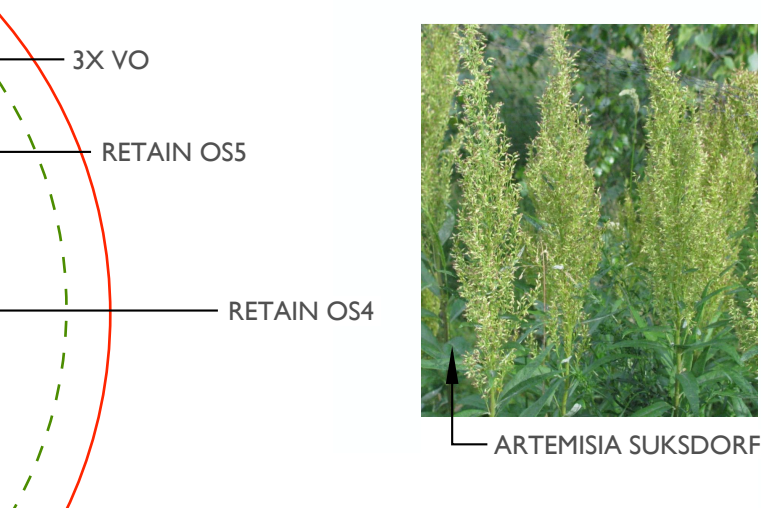 3X VO
RETAIN OS5
RETAIN OS4
ARTEMISIA SUKSDORF